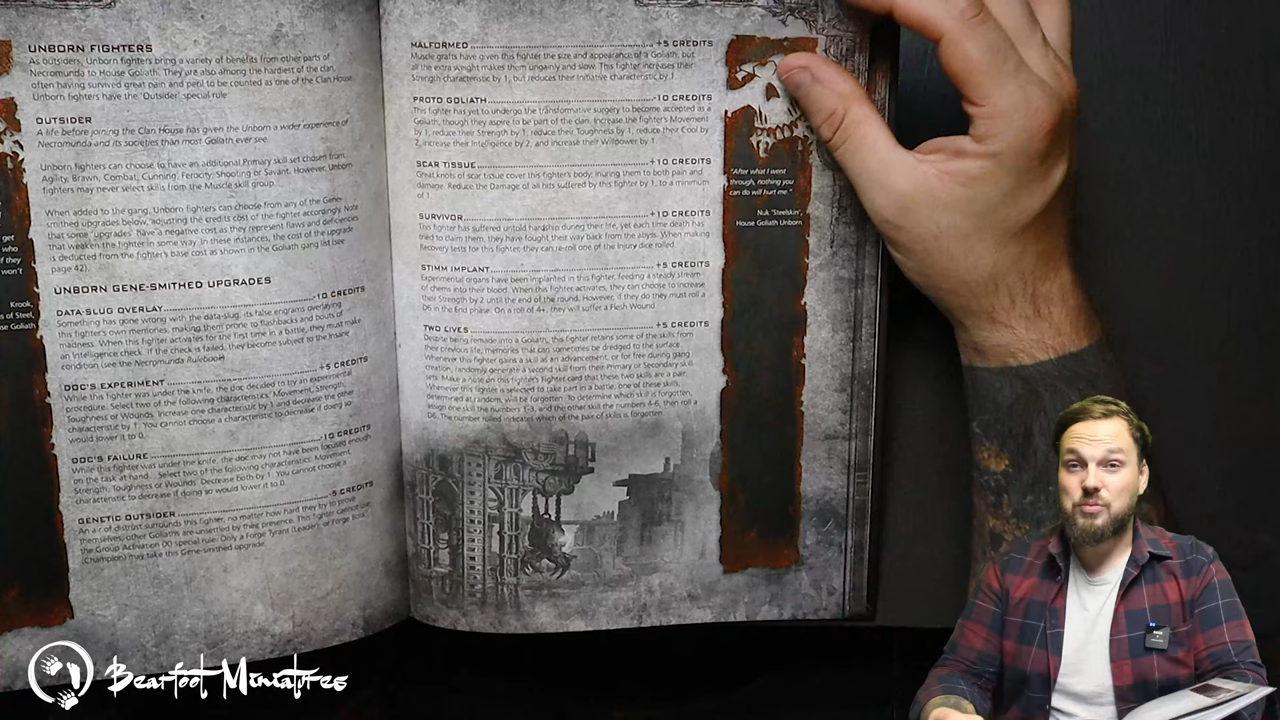 get
who
if they
won't
Krook,
s of Steel,
se Goliath
UNBORN FIGHTERS
As outsiders, Unborn fighters bring a variety of benefits from other parts of
Necromunda to House Goliath. They are also among the hardiest of the clan,
often having survived great pain and peril to be counted as one of the Clan House.
Unborn fighters have the 'Outsider' special rule:
OUTSIDER
A life before joining the Clan House has given the Unborn a wider experience of
Necromunda and its societies than most Goliath ever see.
Unborn fighters can choose to have an additional Primary skill set chosen from:
Agility, Brawn, Combat, Cunning, Ferocity, Shooting or Savant. However, Unborn
fighters may never select skills from the Muscle skill group.
When added to the gang, Unborn fighters can choose from any of the Gene-
smithed upgrades below, adjusting the credits cost of the fighter accordingly. Note
that some 'upgrades' have a negative cost as they represent flaws and deficiencies
that weaken the fighter in some way. In these instances, the cost of the upgrade
is deducted from the fighter's base cost as shown in the Goliath gang list (see
page 42).
UNBORN GENE-SMITHED UPGRADES
DATA-SLUG OVERLAY -10 CREDITS
Something has gone wrong with the data-slug, its false engrams overlaying
this fighter's own memories, making them prone to flashbacks and bouts of
madness. When this fighter activates for the first time in a battle, they must make
an Intelligence check. If the check is failed, they become subject to the Insane
condition (see the Necromunda Rulebook).
DOC'S EXPERIMENT +5 CREDITS
While this fighter was under the knife, the doc decided to try an experimental
procedure. Select two of the following characteristics: Movement, Strength,
Toughness or Wounds. Increase one characteristic by 1 and decrease the other
characteristic by 1. You cannot choose a characteristic to decrease if doing so
would lower it to 0.
DOC'S FAILURE -10 CREDITS
While this fighter was under the knife, the doc may not have been focused enough
on the task at hand... Select two of the following characteristics: Movement,
Strength, Toughness or Wounds. Decrease both by 1. You cannot choose a
characteristic to decrease if doing so would lower it to 0.
GENETIC OUTSIDER -5 CREDITS
An air of distrust surrounds this fighter, no matter how hard they try to prove
themselves, other Goliaths are unsettled by their presence. This fighter cannot use
the Group Activation (X) special rule. Only a Forge Tyrant (Leader) or Forge Boss
(Champion) may take this Gene-smithed upgrade.
MALFORMED +5 CREDITS
Muscle grafts have given this fighter the size and appearance of a Goliath, but
all the extra weight makes them ungainly and slow. This fighter increases their
Strength characteristic by 1, but reduces their Initiative characteristic by 1.
PROTO GOLIATH -10 CREDITS
This fighter has yet to undergo the transformative surgery to become accepted as a
Goliath, though they aspire to be part of the clan. Increase the fighter's Movement
by 1, reduce their Strength by 1, reduce their Toughness by 1, reduce their Cool by
2, increase their Intelligence by 2, and increase their Willpower by 1.
SCAR TISSUE +10 CREDITS
Great knots of scar tissue cover this fighter's body, inuring them to both pain and
damage. Reduce the Damage of all hits suffered by this fighter by 1, to a minimum
of 1.
SURVIVOR +10 CREDITS
This fighter has suffered untold hardship during their life, yet each time death has
tried to claim them, they have fought their way back from the abyss. When making
Recovery tests for this fighter, they can re-roll one of the Injury dice rolled.
STIMM IMPLANT +5 CREDITS
Experimental organs have been implanted in this fighter, feeding a steady stream
of chems into their blood. When this fighter activates, they can choose to increase
their Strength by 2 until the end of the round. However, if they do they must roll a
D6 in the End phase. On a roll of 4+, they will suffer a Flesh Wound.
TWO LIVES +5 CREDITS
Despite being remade into a Goliath, this fighter retains some of the skills from
their previous life, memories that can sometimes be dredged to the surface.
Whenever this fighter gains a skill as an advancement, or for free during gang
creation, randomly generate a second skill from their Primary or Secondary skill
sets. Make a note on this fighter's Fighter card that these two skills are a pair.
Whenever this fighter is selected to take part in a battle, one of these skills,
determined at random, will be forgotten. To determine which skill is forgotten,
assign one skill the numbers 1-3, and the other skill the numbers 4-6, then roll a
D6. The number rolled indicates which of the pair of skills is forgotten.
"After what I went
through, nothing you
can do will hurt me."
Nuk 'Steelskin',
House Goliath Unborn
Bearfoot Miniatures